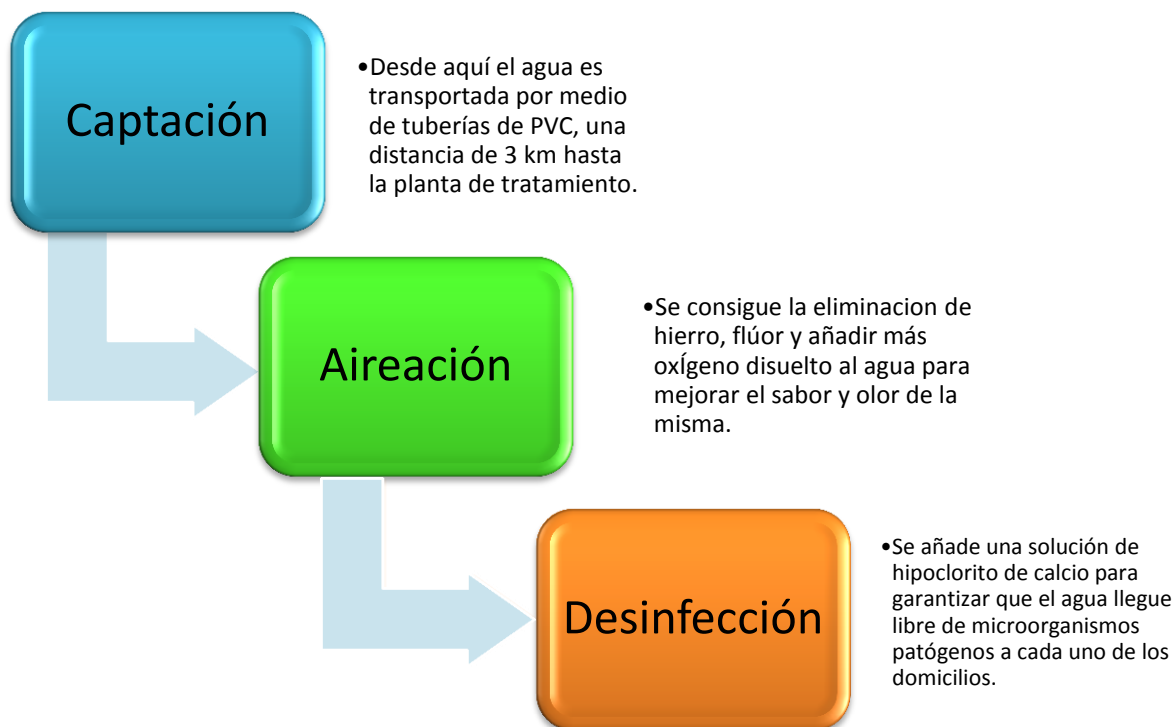 Captación
•Desde aquí el agua es
transportada por medio
de tuberías de PVC, una
distancia de 3 km hasta
la planta de tratamiento.
Aireación
•Se consigue la eliminacion de
hierro, flúor y añadir más
oxígeno disuelto al agua para
mejorar el sabor y olor de la
misma.
Desinfección
•Se añade una solución de
hipoclorito de calcio para
garantizar que el agua llegue
libre de microorganismos
patógenos a cada uno de los
domicilios.